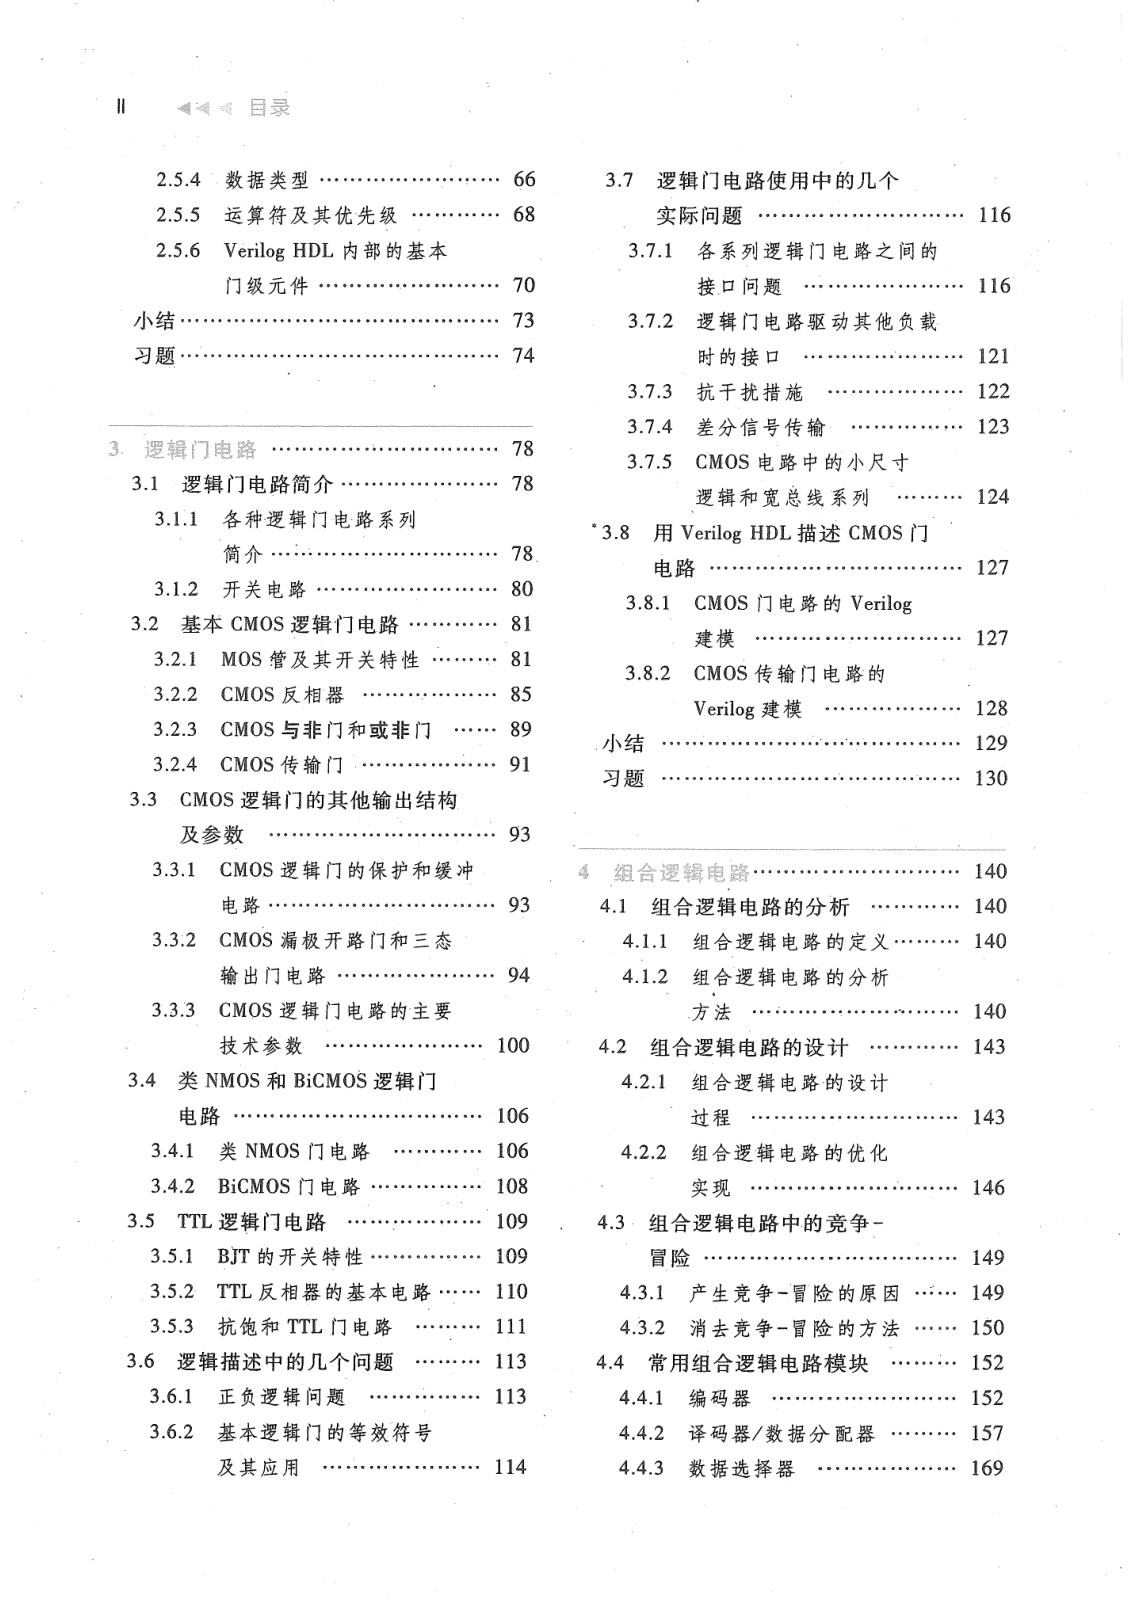 II 目录
2.5.4 数据类型 …………………… 66
2.5.5 运算符及其优先级 ………… 68
2.5.6 Verilog HDL 内部的基本
门级元件 …………………… 70
小结 …………………………………… 73
习题 …………………………………… 74
3 逻辑门电路 ………………………… 78
3.1 逻辑门电路简介 ………………… 78
3.1.1 各种逻辑门电路系列
简介 ………………………… 78
3.1.2 开关电路 …………………… 80
3.2 基本 CMOS 逻辑门电路 ………… 81
3.2.1 MOS 管及其开关特性 ……… 81
3.2.2 CMOS 反相器 ……………… 85
3.2.3 CMOS 与非门和或非门 …… 89
3.2.4 CMOS 传输门 ……………… 91
3.3 CMOS 逻辑门的其他输出结构
及参数 ………………………… 93
3.3.1 CMOS 逻辑门的保护和缓冲
电路 ………………………… 93
3.3.2 CMOS 漏极开路门和三态
输出门电路 ………………… 94
3.3.3 CMOS 逻辑门电路的主要
技术参数 ………………… 100
3.4 类 NMOS 和 BiCMOS 逻辑门
电路 …………………………… 106
3.4.1 类 NMOS 门电路 ………… 106
3.4.2 BiCMOS 门电路 …………… 108
3.5 TTL 逻辑门电路 ……………… 109
3.5.1 BJT 的开关特性 …………… 109
3.5.2 TTL 反相器的基本电路 …… 110
3.5.3 抗饱和 TTL 门电路 ……… 111
3.6 逻辑描述中的几个问题 ……… 113
3.6.1 正负逻辑问题 …………… 113
3.6.2 基本逻辑门的等效符号
及其应用 ………………… 114
3.7 逻辑门电路使用中的几个
实际问题 ……………………… 116
3.7.1 各系列逻辑门电路之间的
接口问题 ………………… 116
3.7.2 逻辑门电路驱动其他负载
时的接口 ………………… 121
3.7.3 抗干扰措施 ……………… 122
3.7.4 差分信号传输 …………… 123
3.7.5 CMOS 电路中的小尺寸
逻辑和宽总线系列 ……… 124
*3.8 用 Verilog HDL 描述 CMOS 门
电路 …………………………… 127
3.8.1 CMOS 门电路的 Verilog
建模 ……………………… 127
3.8.2 CMOS 传输门电路的
Verilog 建模 ……………… 128
小结 ………………………………… 129
习题 ………………………………… 130
4 组合逻辑电路 ……………………… 140
4.1 组合逻辑电路的分析 ………… 140
4.1.1 组合逻辑电路的定义 ……… 140
4.1.2 组合逻辑电路的分析
方法 ……………………… 140
4.2 组合逻辑电路的设计 ………… 143
4.2.1 组合逻辑电路的设计
过程 ……………………… 143
4.2.2 组合逻辑电路的优化
实现 ……………………… 146
4.3 组合逻辑电路中的竞争-
冒险 …………………………… 149
4.3.1 产生竞争-冒险的原因 …… 149
4.3.2 消去竞争-冒险的方法 …… 150
4.4 常用组合逻辑电路模块 ……… 152
4.4.1 编码器 …………………… 152
4.4.2 译码器/数据分配器 ……… 157
4.4.3 数据选择器 ……………… 169